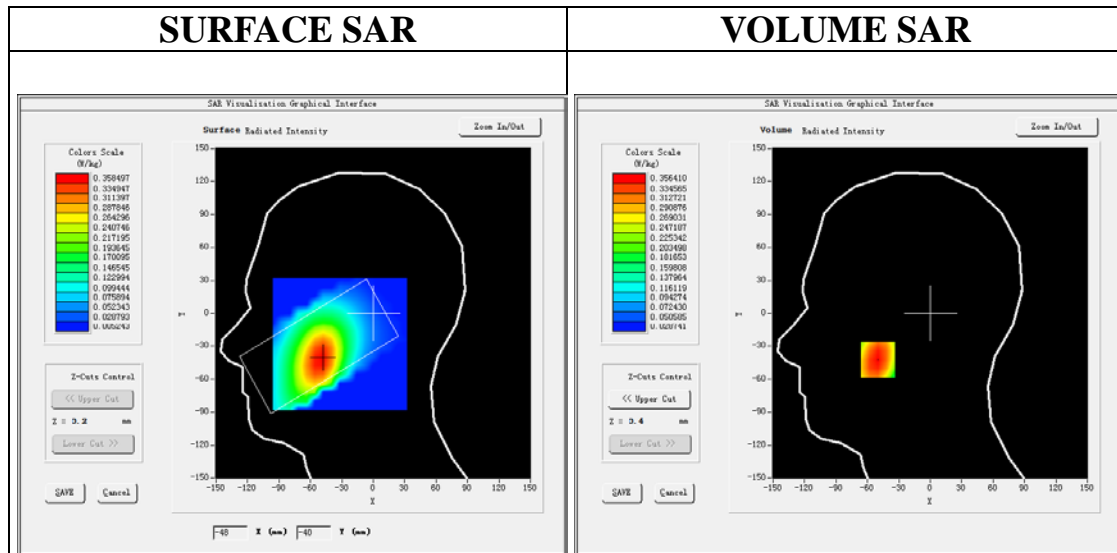 SURFACE SAR
VOLUME SAR
SAR Visualisation Graphical Interface
Surface Radiated Intensity
Zoom In/Out
Colors Scale
(W/kg)
0.358497
0.334947
0.311397
0.287846
0.264296
0.240746
0.217195
0.193645
0.170095
0.146545
0.122994
0.099444
0.075894
0.052343
0.028793
0.005243
Z-Cuts Control
<< Upper Cut
Lower Cut >>
SAVE
Cancel
150
120
90
60
30
0
-30
-60
-90
-120
-150
Y
-150 -120 -90 -60 -30 0 30 60 90 120 150
X
-48 X (mm) -40 Y (mm)
SAR Visualisation Graphical Interface
Volume Radiated Intensity
Zoom In/Out
Colors Scale
(W/kg)
0.356410
0.334565
0.312721
0.290876
0.269031
0.247187
0.225342
0.203498
0.181653
0.159808
0.137964
0.116119
0.094274
0.072430
0.050585
0.028741
Z-Cuts Control
<< Upper Cut
Lower Cut >>
SAVE
Cancel
150
120
90
60
30
0
-30
-60
-90
-120
-150
Y
-150 -120 -90 -60 -30 0 30 60 90 120 150
X